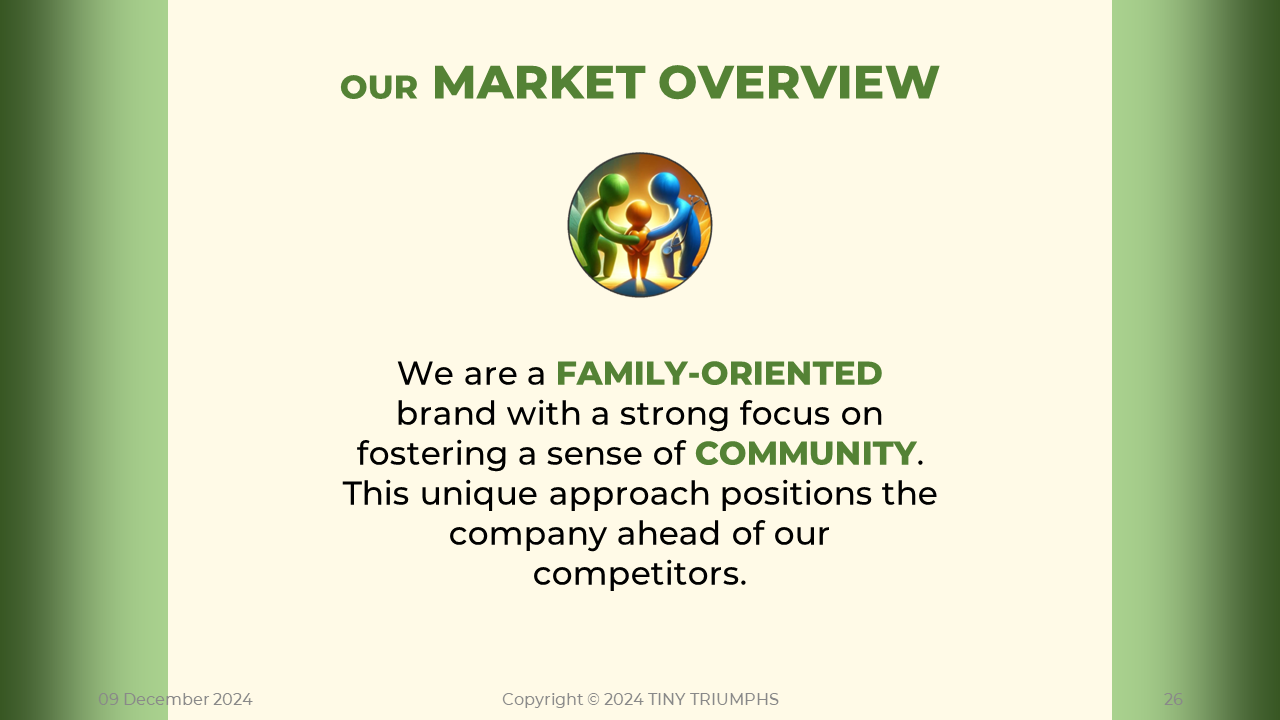 OUR MARKET OVERVIEW
We are a FAMILY-ORIENTED
brand with a strong focus on
fostering a sense of COMMUNITY.
This unique approach positions the
company ahead of our
competitors.
09 December 2024
Copyright © 2024 TINY TRIUMPHS
26